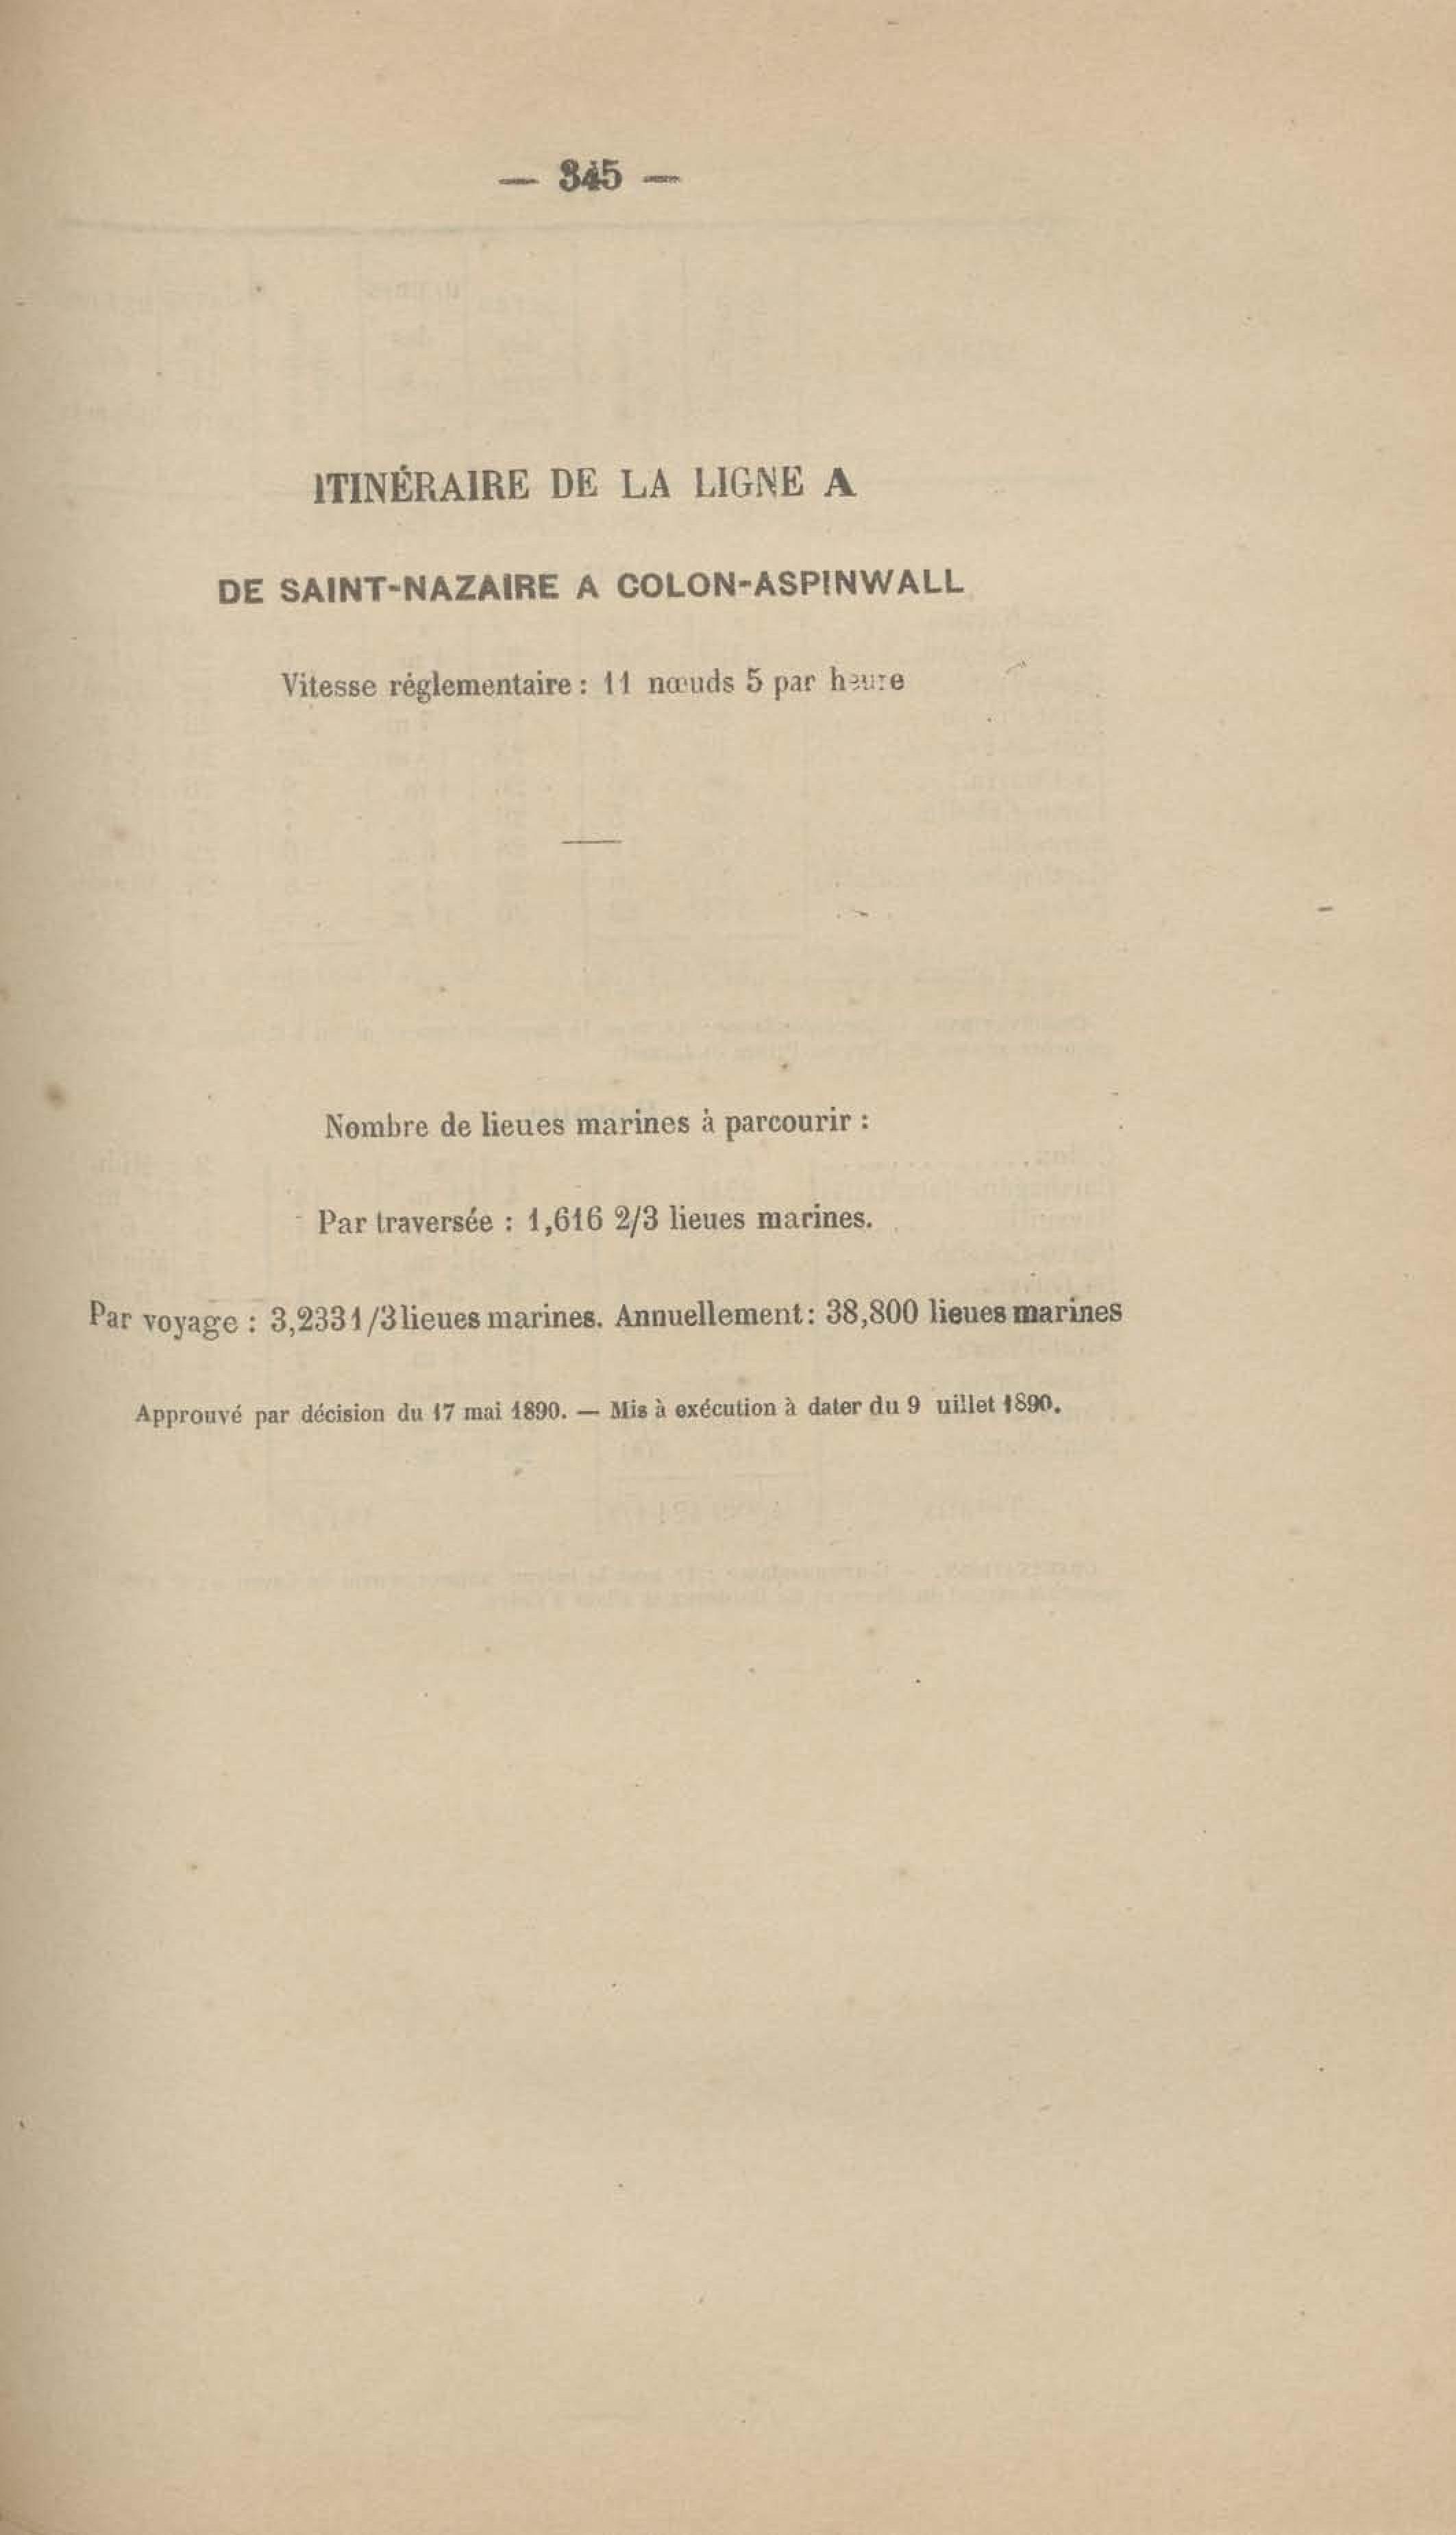 — 345 —
ITINÉRAIRE DE LA LIGNE A
DE SAINT-NAZAIRE A COLON-ASPINWALL
Vitesse réglementaire : 11 nœuds 5 par heure
Nombre de lieues marines à parcourir :
Par traversée : 1,616 2/3 lieues marines.
Par voyage : 3,2331/3 lieues marines. Annuellement : 38,800 lieues marines
Approuvé par décision du 17 mai 1890. — Mis à exécution à dater du 9 uillet 1890.